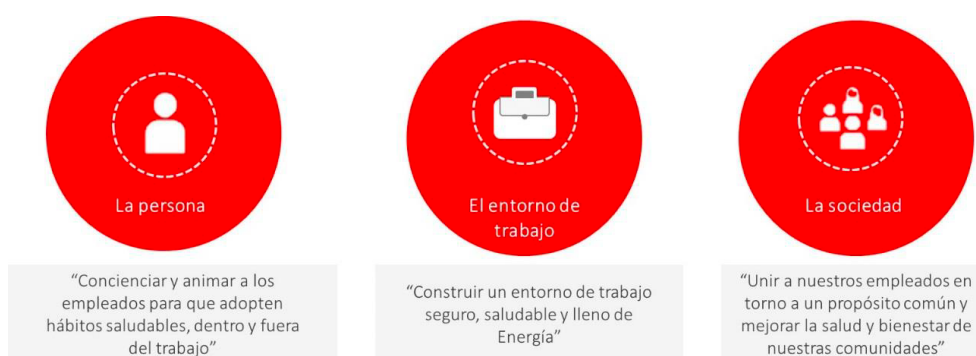 La persona
“Concienciar y animar a los
empleados para que adopten
hábitos saludables, dentro y fuera
del trabajo”
El entorno de
trabajo
“Construir un entorno de trabajo
seguro, saludable y lleno de
Energía”
La sociedad
“Unir a nuestros empleados en
torno a un propósito común y
mejorar la salud y bienestar de
nuestras comunidades”